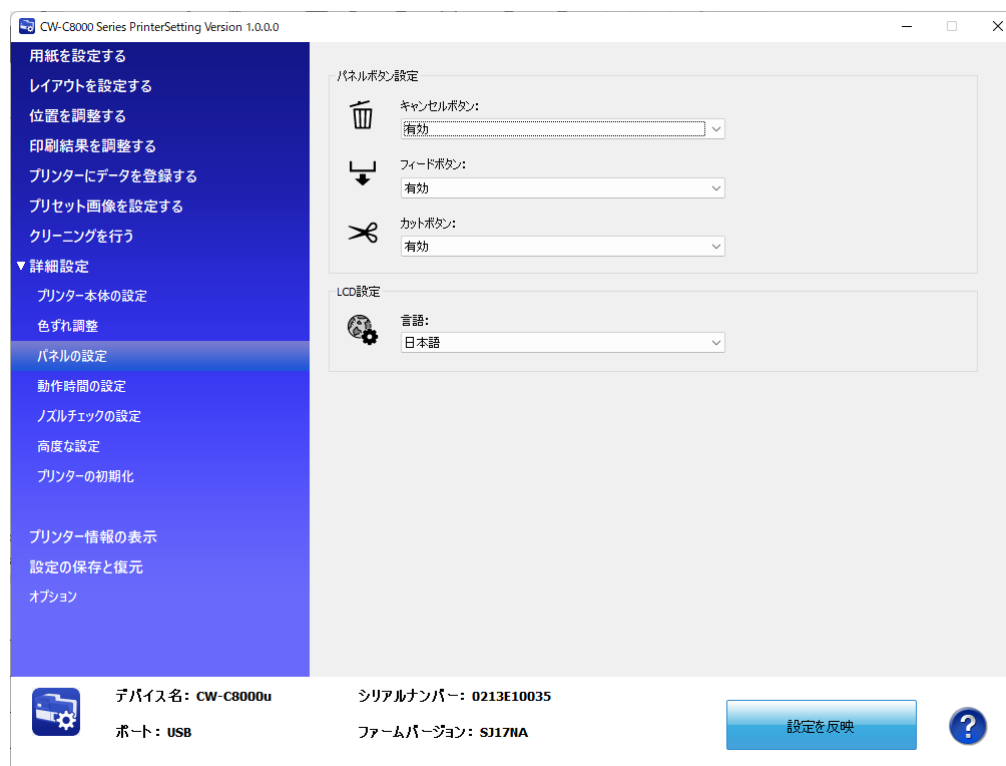 CW-C8000 Series PrinterSetting Version 1.0.0.0
用紙を設定する
レイアウトを設定する
位置を調整する
印刷結果を調整する
プリンターにデータを登録する
プリセット画像を設定する
クリーニングを行う
▼詳細設定
プリンター本体の設定
色ずれ調整
パネルの設定
動作時間の設定
ノズルチェックの設定
高度な設定
プリンターの初期化
プリンター情報の表示
設定の保存と復元
オプション
パネルボタン設定
キャンセルボタン:
有効
フィードボタン:
有効
カットボタン:
有効
LCD設定
言語:
日本語
デバイス名: CW-C8000u
ポート: USB
シリアルナンバー: 0213E10035
ファームバージョン: SJ17NA
設定を反映
?